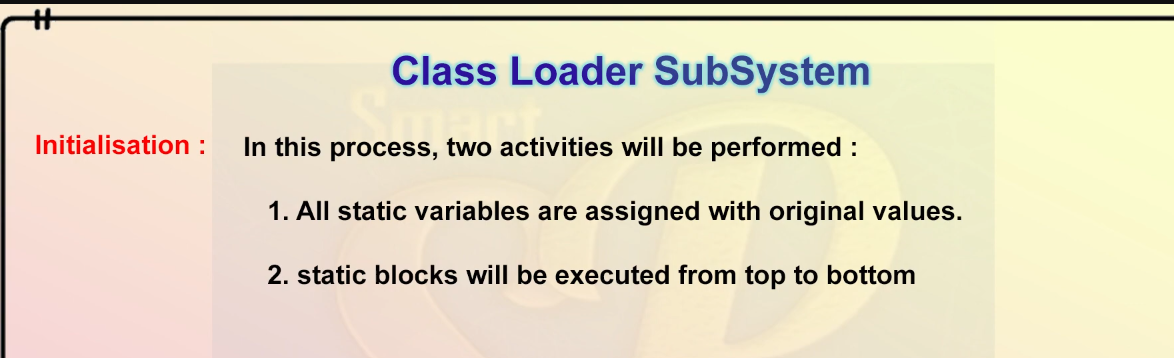 Class Loader SubSystem
Initialisation : In this process, two activities will be performed :
1. All static variables are assigned with original values.
2. static blocks will be executed from top to bottom
Smart